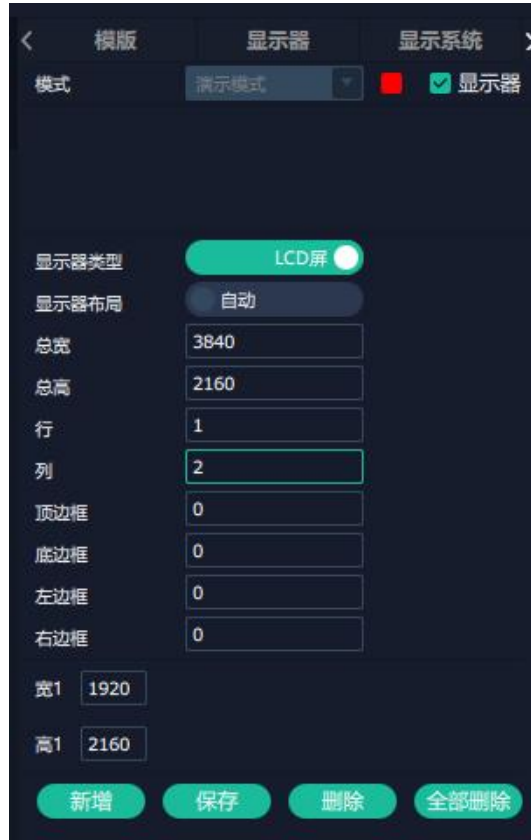 模版 显示器 显示系统
模式 演示模式 显示器
显示器类型 LCD屏
显示器布局 自动
总宽 3840
总高 2160
行 1
列 2
顶边框 0
底边框 0
左边框 0
右边框 0
宽1 1920
高1 2160
新增 保存 删除 全部删除